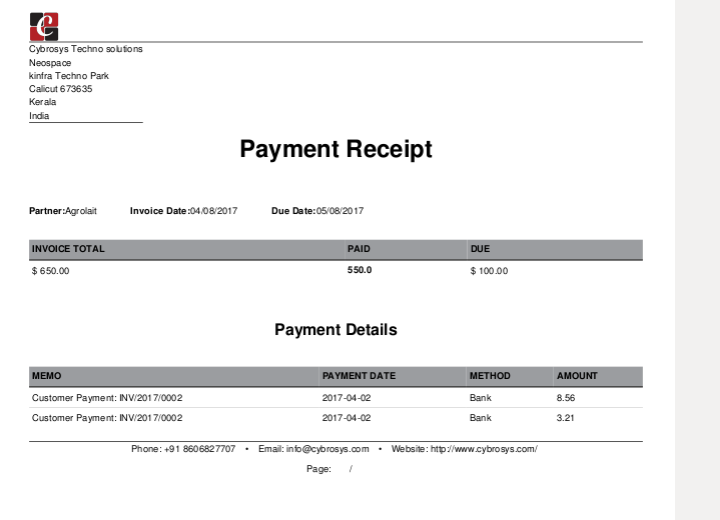 C
Cybrosys Techno solutions
Neospace
kinfra Techno Park
Calicut 673635
Kerala
India
Payment Receipt
Partner:Agrolait Invoice Date:04/08/2017 Due Date:05/08/2017
INVOICE TOTAL PAID DUE
$ 650.00 550.0 $ 100.00
Payment Details
MEMO PAYMENT DATE METHOD AMOUNT
Customer Payment: INV/2017/0002 2017-04-02 Bank 8.56
Customer Payment: INV/2017/0002 2017-04-02 Bank 3.21
Phone: +91 8606827707 • Email: info@cybrosys.com • Website: http://www.cybrosys.com/
Page: /